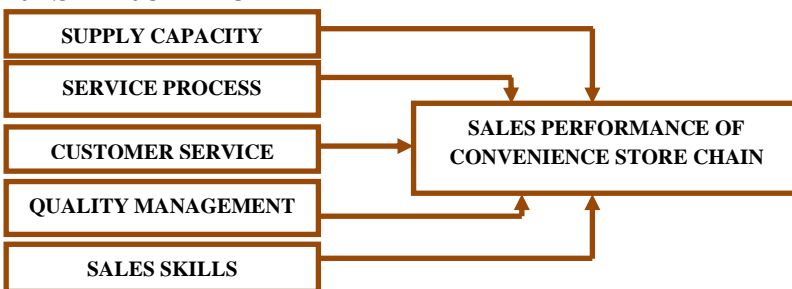 SUPPLY CAPACITY
SERVICE PROCESS
CUSTOMER SERVICE
QUALITY MANAGEMENT
SALES SKILLS
SALES PERFORMANCE OF
CONVENIENCE STORE CHAIN